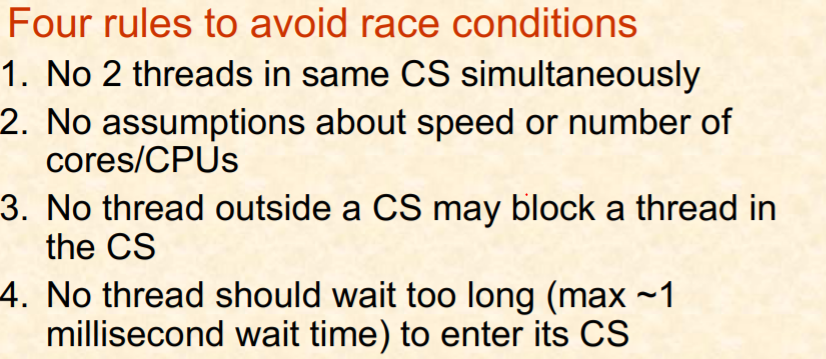 Four rules to avoid race conditions
1. No 2 threads in same CS simultaneously
2. No assumptions about speed or number of
cores/CPUs
3. No thread outside a CS may block a thread in
the CS
4. No thread should wait too long (max ~1
millisecond wait time) to enter its CS